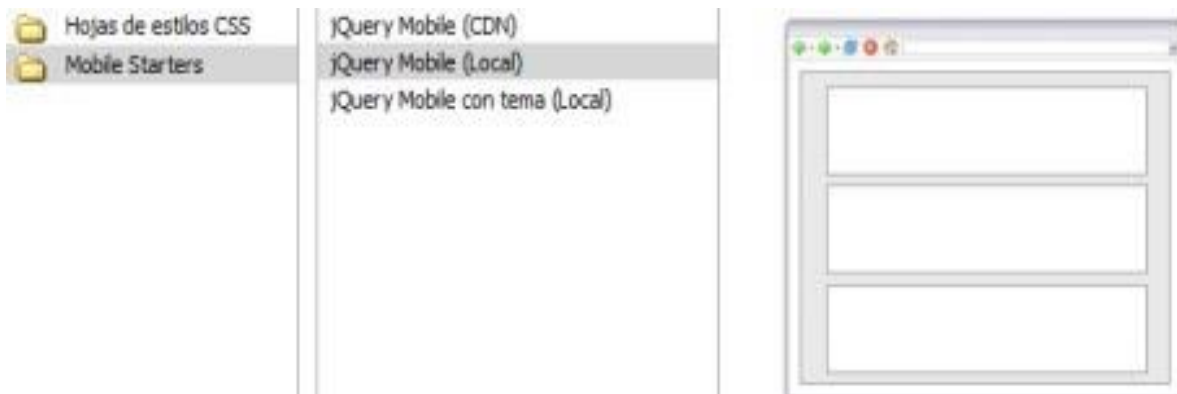 Hojas de estilos CSS
Mobile Starters
jQuery Mobile (CDN)
jQuery Mobile (Local)
jQuery Mobile con tema (Local)